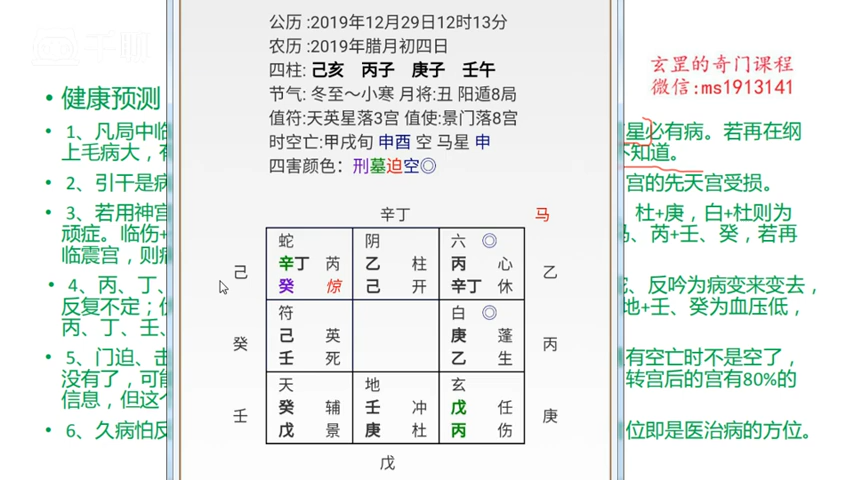 千聊
公历 :2019年12月29日12时13分
农历 :2019年腊月初四日
四柱: 己亥 丙子 庚子 壬午
节气: 冬至～小寒 月将:丑 阳遁8局
值符:天英星落3宫 值使:景门落8宫
时空亡:甲戌旬 申酉 空 马星 申
四害颜色：刑墓迫空◎
玄罡的奇门课程
微信:ms1913141
• 健康预测
• 1、凡局中临
星必有病。若再在纲
上毛病大，有
不知道。
• 2、引干是病
宫的先天宫受损。
• 3、若用神宫
杜+庚，白+杜则为
顽症。临伤+
芮+壬、癸，若再
临震宫，则病
• 4、丙、丁、
反吟为病变来变去，
反复不定；伏
地+壬、癸为血压低，
丙、丁、壬、
• 5、门迫、击
有空亡时不是空了，
没有了，可能
转宫后的宫有80%的
信息，但这个
• 6、久病怕反
位即是医治病的方位。
辛丁 马
蛇 阴 六 ◎
辛丁 芮 乙 柱 丙 心
己 乙
癸 惊 己 开 辛丁 休
符 白 ◎
己 英 庚 蓬
癸 丙
壬 死 乙 生
天 地 玄
癸 辅 壬 冲 戊 任
壬 庚
戊 景 庚 杜 丙 伤
戊